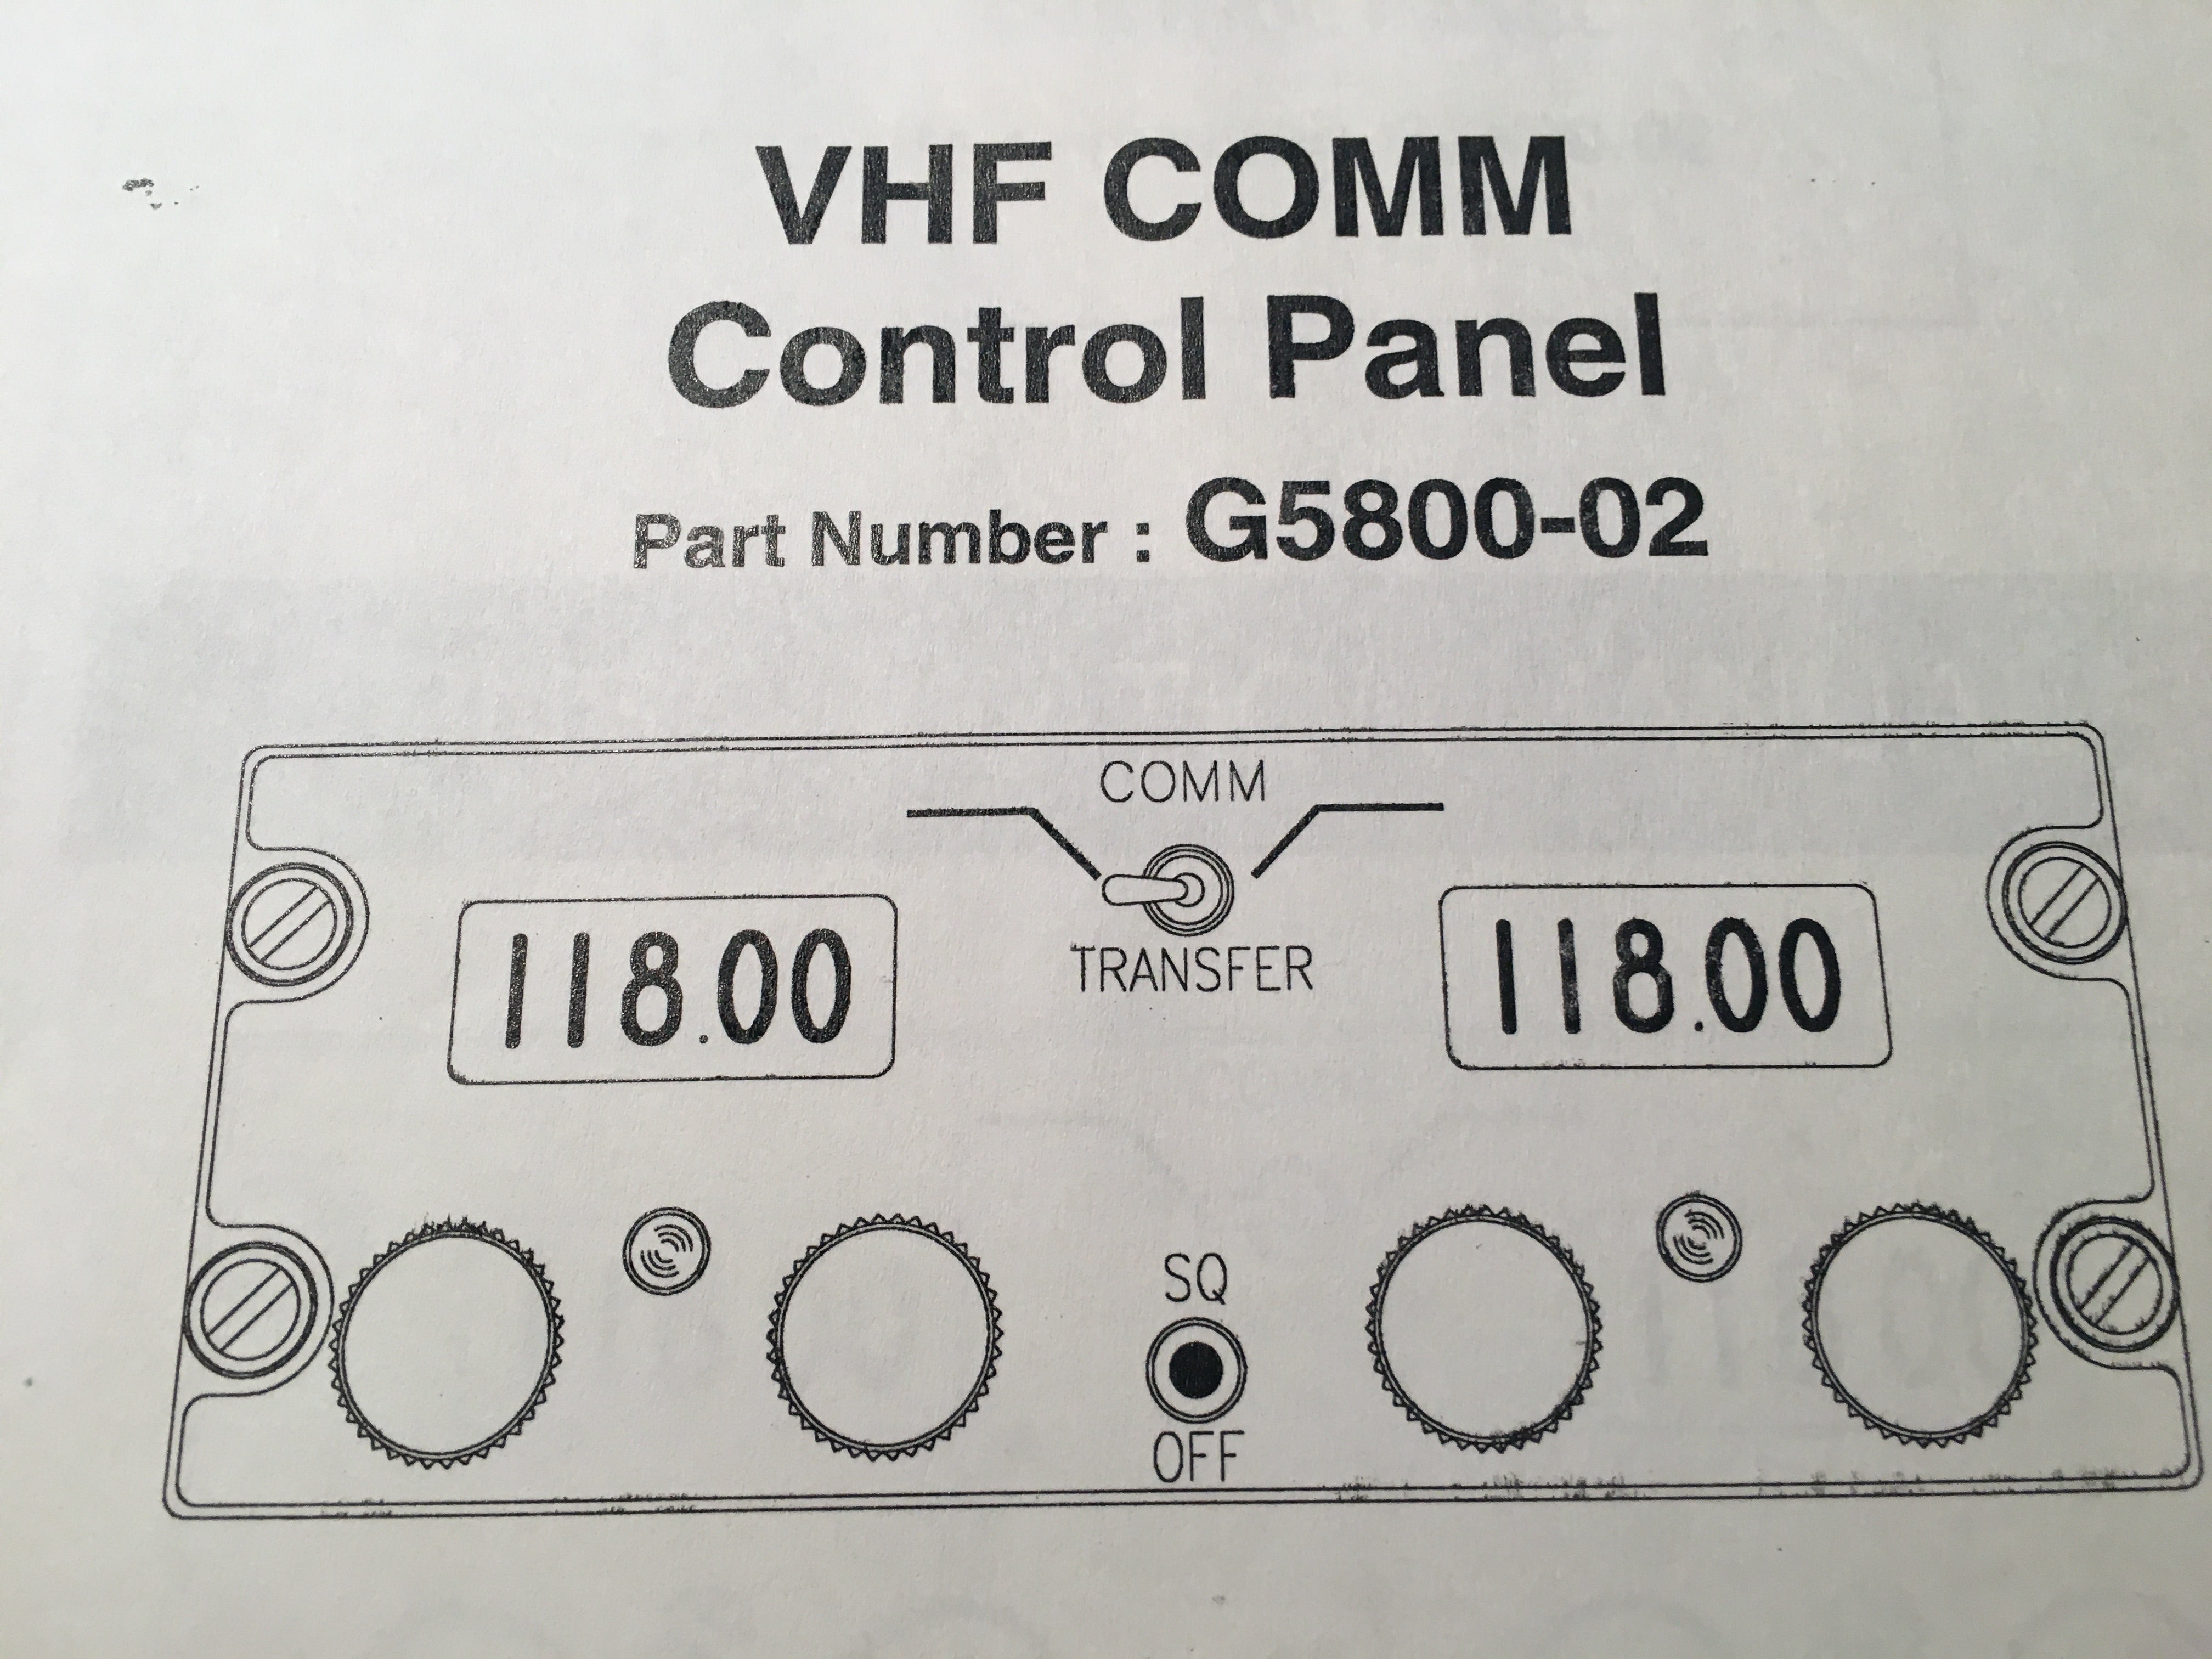 VHF COMM
Control Panel
Part Number : G5800-02
COMM
TRANSFER
118.00 118.00
SQ
OFF